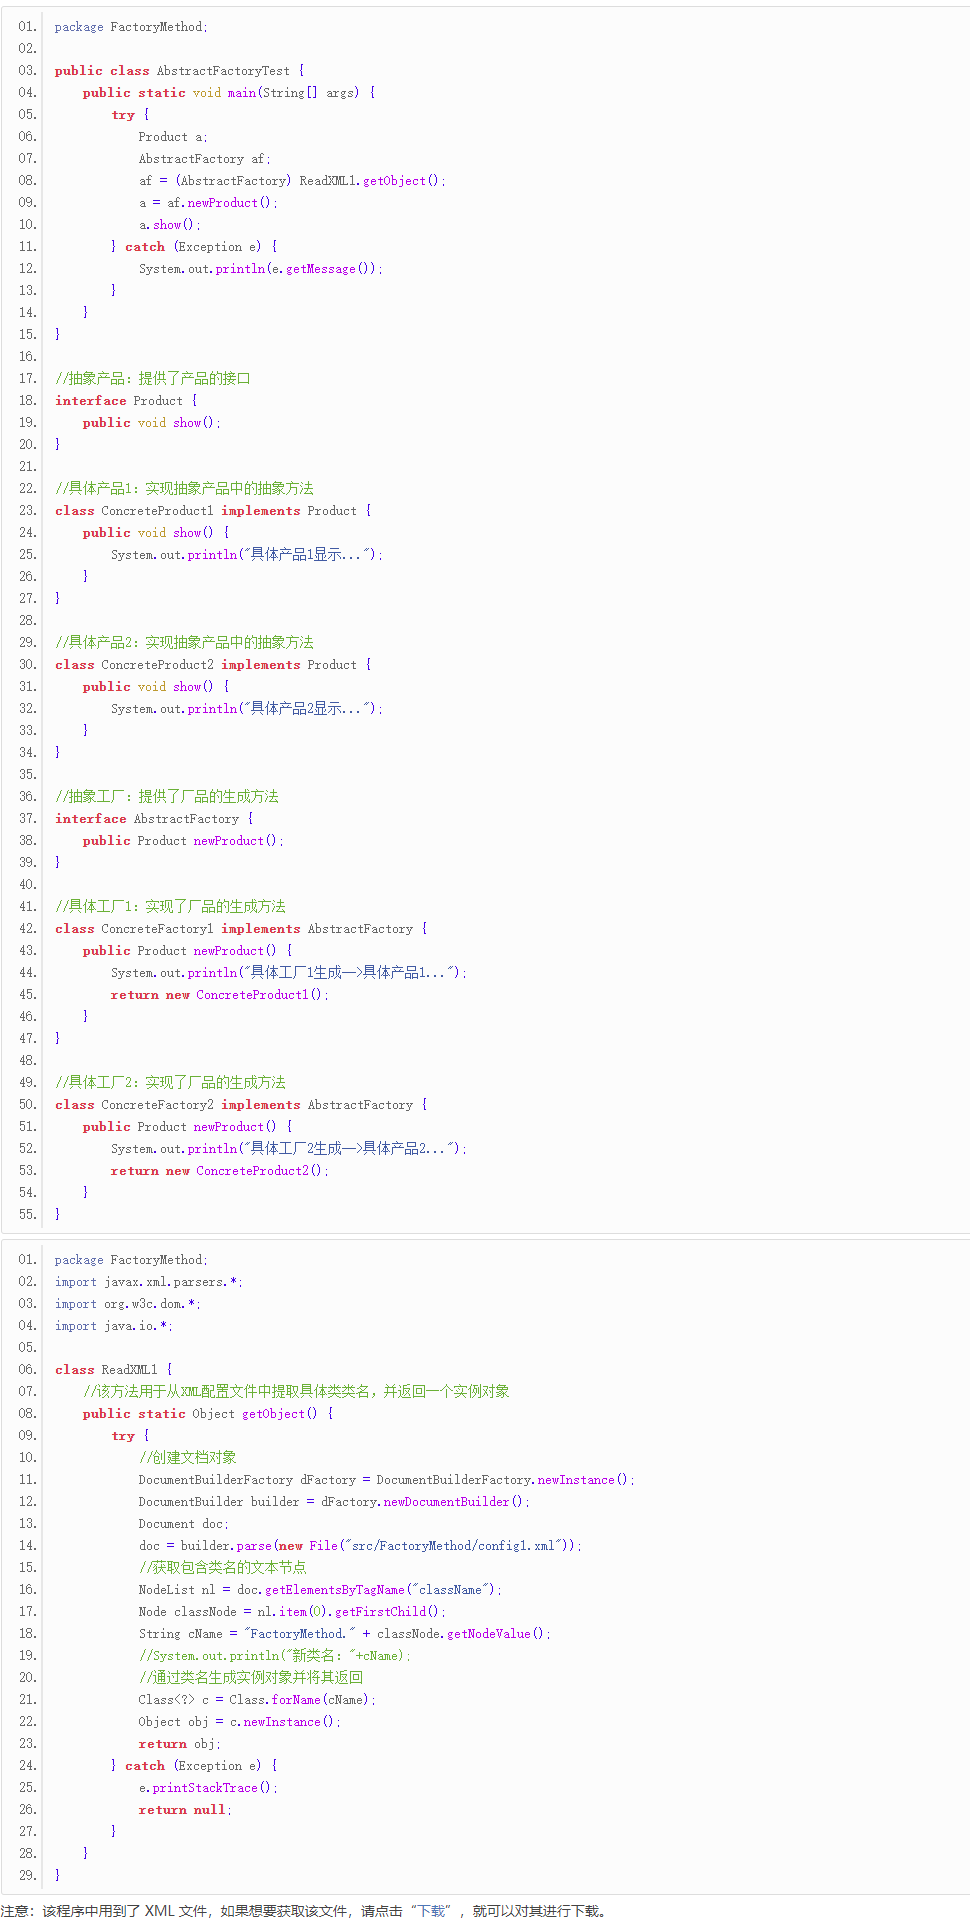 01. package FactoryMethod;
02.
03. public class AbstractFactoryTest {
04.     public static void main(String[] args) {
05.         try {
06.             Product a;
07.             AbstractFactory af;
08.             af = (AbstractFactory) ReadXML1.getObject();
09.             a = af.newProduct();
10.             a.show();
11.         } catch (Exception e) {
12.             System.out.println(e.getMessage());
13.         }
14.     }
15. }
16.
17. //抽象产品：提供了产品的接口
18. interface Product {
19.     public void show();
20. }
21.
22. //具体产品1：实现抽象产品中的抽象方法
23. class ConcreteProduct1 implements Product {
24.     public void show() {
25.         System.out.println("具体产品1显示...");
26.     }
27. }
28.
29. //具体产品2：实现抽象产品中的抽象方法
30. class ConcreteProduct2 implements Product {
31.     public void show() {
32.         System.out.println("具体产品2显示...");
33.     }
34. }
35.
36. //抽象工厂：提供了厂品的生成方法
37. interface AbstractFactory {
38.     public Product newProduct();
39. }
40.
41. //具体工厂1：实现了厂品的生成方法
42. class ConcreteFactory1 implements AbstractFactory {
43.     public Product newProduct() {
44.         System.out.println("具体工厂1生成-->具体产品1...");
45.         return new ConcreteProduct1();
46.     }
47. }
48.
49. //具体工厂2：实现了厂品的生成方法
50. class ConcreteFactory2 implements AbstractFactory {
51.     public Product newProduct() {
52.         System.out.println("具体工厂2生成-->具体产品2...");
53.         return new ConcreteProduct2();
54.     }
55. }
01. package FactoryMethod;
02. import javax.xml.parsers.*;
03. import org.w3c.dom.*;
04. import java.io.*;
05.
06. class ReadXML1 {
07.     //该方法用于从XML配置文件中提取具体类类名，并返回一个实例对象
08.     public static Object getObject() {
09.         try {
10.             //创建文档对象
11.             DocumentBuilderFactory dFactory = DocumentBuilderFactory.newInstance();
12.             DocumentBuilder builder = dFactory.newDocumentBuilder();
13.             Document doc;
14.             doc = builder.parse(new File("src/FactoryMethod/config1.xml"));
15.             //获取包含类名的文本节点
16.             NodeList nl = doc.getElementsByTagName("className");
17.             Node classNode = nl.item(0).getFirstChild();
18.             String cName = "FactoryMethod." + classNode.getNodeValue();
19.             //System.out.println("新类名："+cName);
20.             //通过类名生成实例对象并将其返回
21.             Class<?> c = Class.forName(cName);
22.             Object obj = c.newInstance();
23.             return obj;
24.         } catch (Exception e) {
25.             e.printStackTrace();
26.             return null;
27.         }
28.     }
29. }
注意：该程序中用到了 XML 文件，如果想要获取该文件，请点击“下载”，就可以对其进行下载。